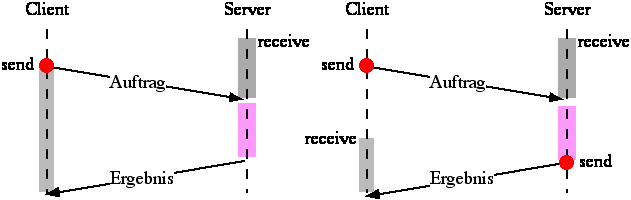 Client Server
receive
send
Auftrag
Ergebnis
Client Server
receive
send
Auftrag
receive
send
Ergebnis